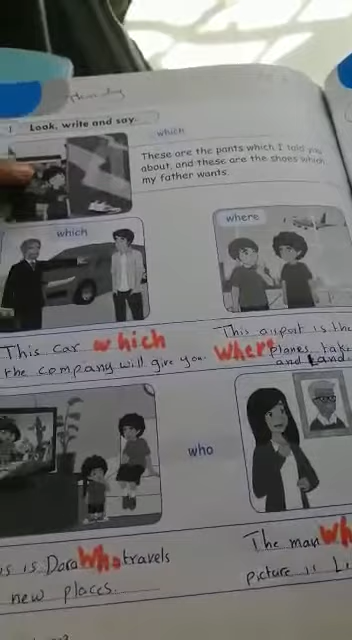 Monday
1 Look, write and say.
which
These are the pants which I told you
about, and these are the shoes which
my father wants.
which
where
This car which
the company will give you.
This airport is the
where planes take
and Land
who
is Dora Who travels
new places.
The man
picture is